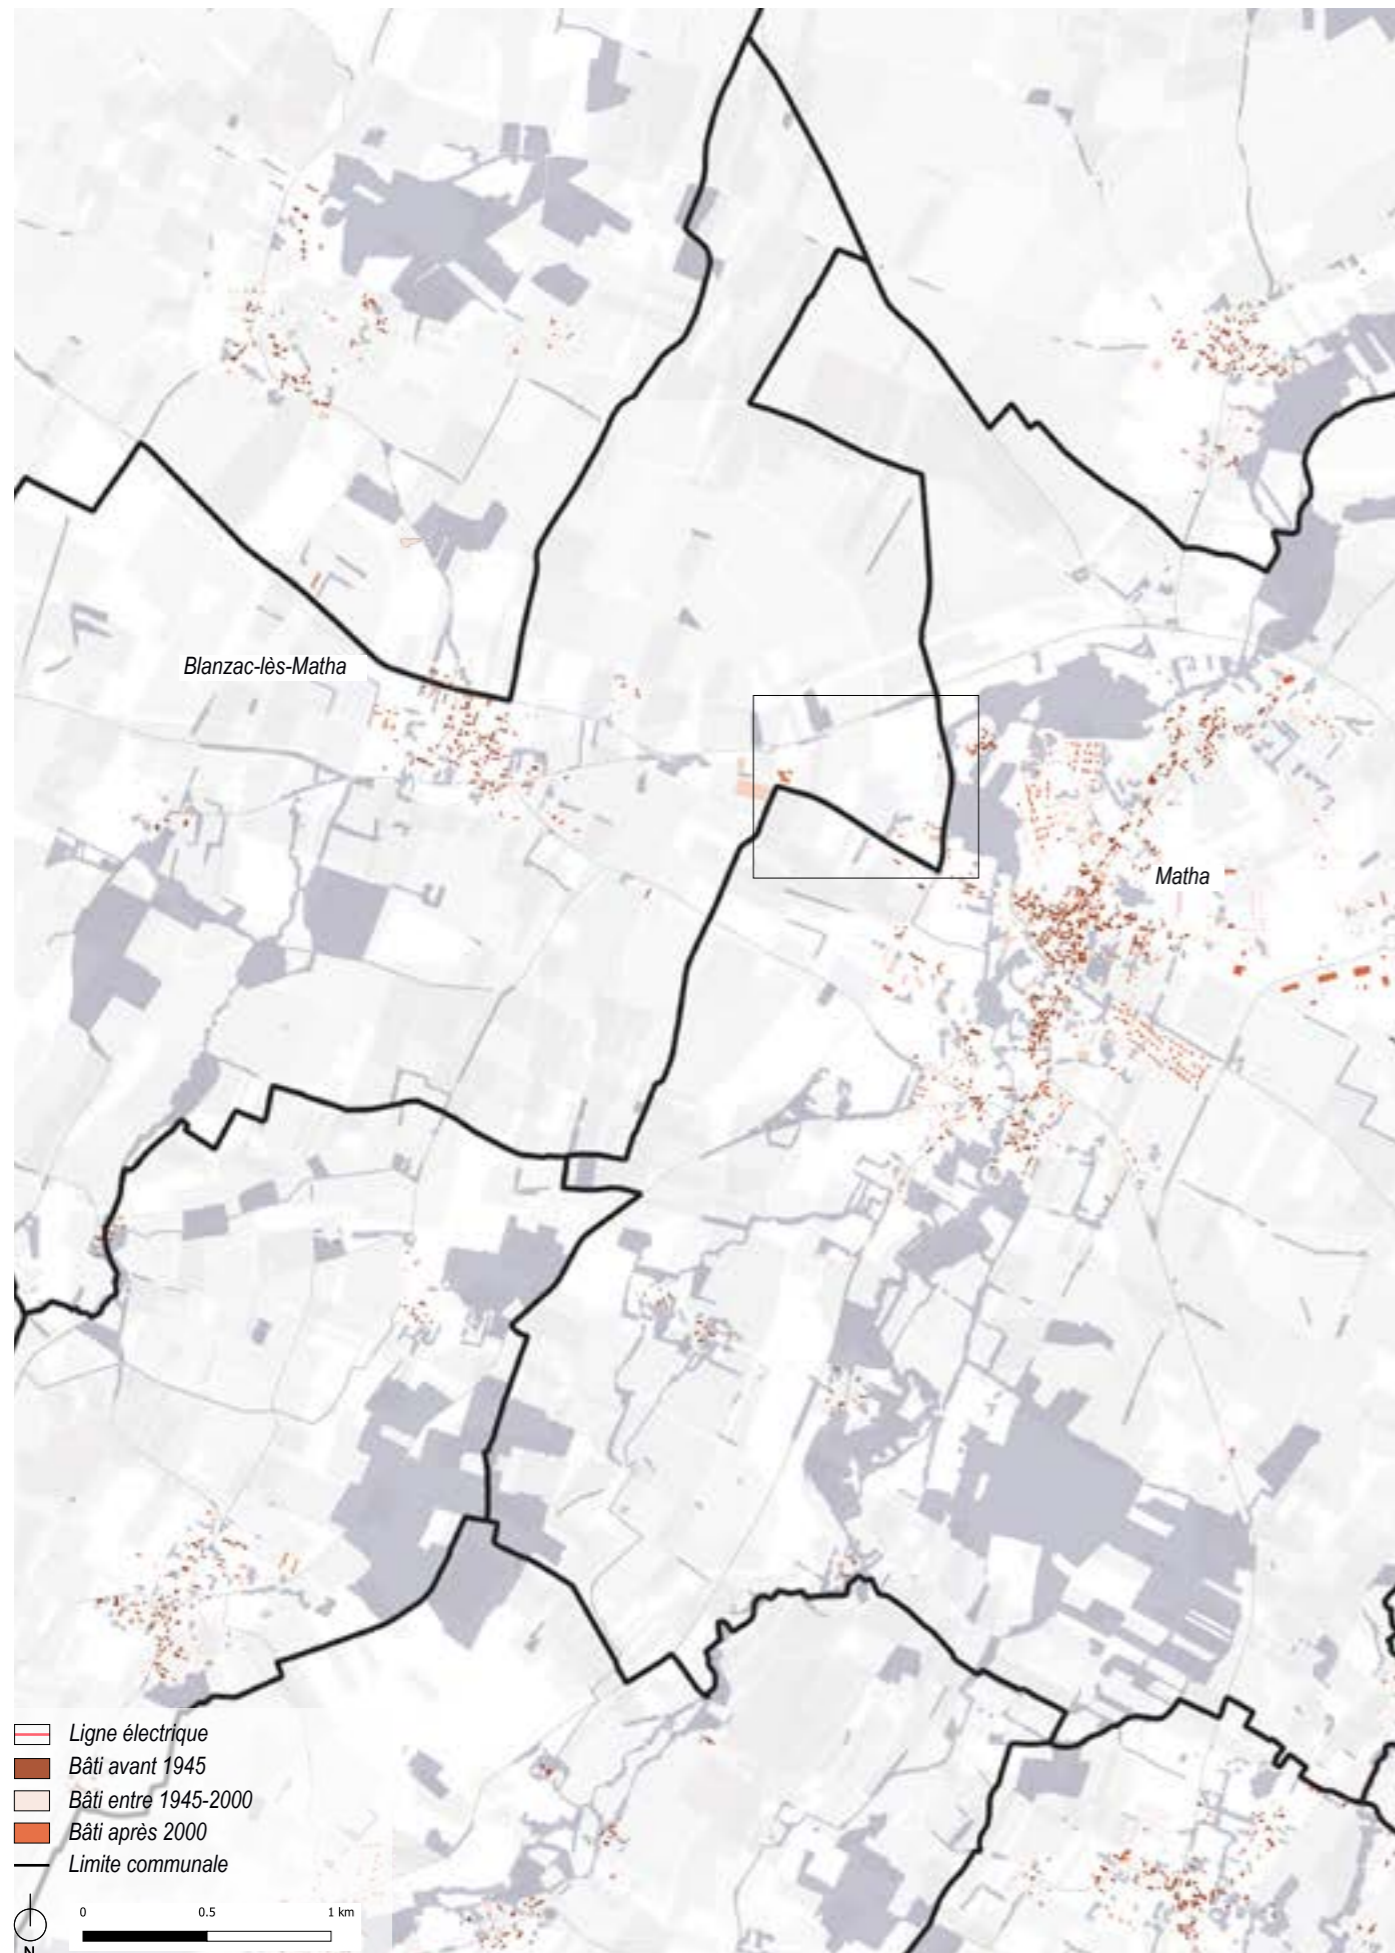 Blanzac-lès-Matha
Matha
Ligne électrique
Bâti avant 1945
Bâti entre 1945-2000
Bâti après 2000
Limite communale
0 0.5 1 km
N